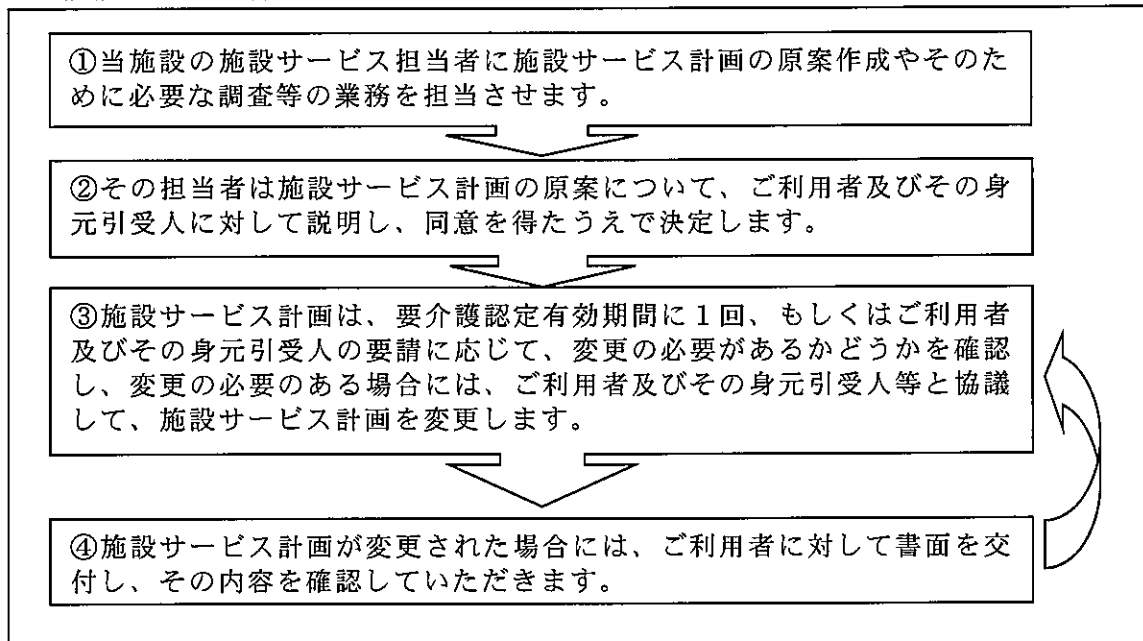 ①当施設の施設サービス担当者に施設サービス計画の原案作成やそのた
めに必要な調査等の業務を担当させます。
②その担当者は施設サービス計画の原案について、ご利用者及びその身
元引受人に対して説明し、同意を得たうえで決定します。
③施設サービス計画は、要介護認定有効期間に１回、もしくはご利用者
及びその身元引受人の要請に応じて、変更の必要があるかどうかを確認
し、変更の必要のある場合には、ご利用者及びその身元引受人等と協議
して、施設サービス計画を変更します。
④施設サービス計画が変更された場合には、ご利用者に対して書面を交
付し、その内容を確認していただきます。